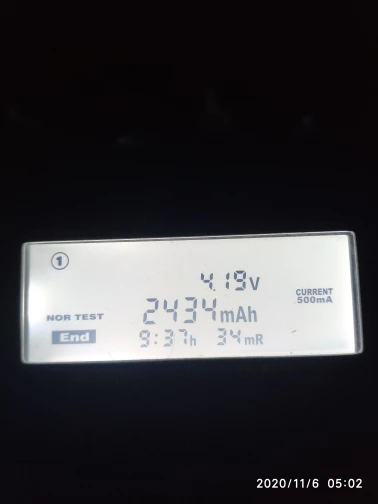 1
4.19V
CURRENT
500mA
NOR TEST
2434mAh
End
9:37h 34mR
2020/11/6 05:02